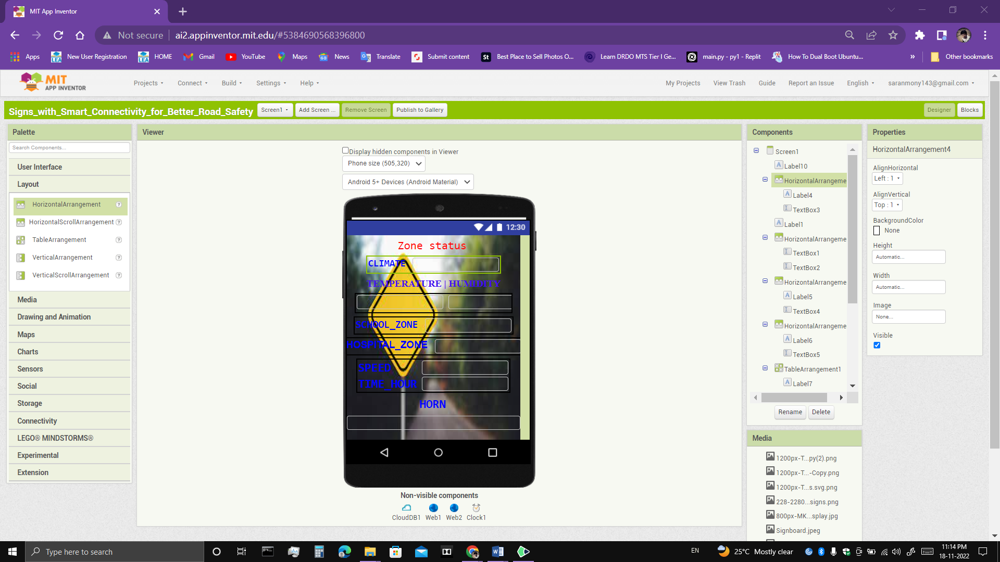 MIT App Inventor
Not secure
ai2.appinventor.mit.edu/#5384690568396800
Apps
New User Registration
HOME
Gmail
YouTube
Maps
News
Translate
Submit content
Best Place to Sell Photos O...
Learn DRDO MTS Tier I Ge...
main.py - py1 - Replit
How To Dual Boot Ubuntu...
»
Other bookmarks
MIT
APP INVENTOR
Projects
Connect
Build
Settings
Help
My Projects
View Trash
Guide
Report an Issue
English
saranmony143@gmail.com
Signs_with_Smart_Connectivity_for_Better_Road_Safety
Screen1
Add Screen ...
Remove Screen
Publish to Gallery
Designer
Blocks
Palette
Search Components...
User Interface
Layout
HorizontalArrangement
HorizontalScrollArrangement
TableArrangement
VerticalArrangement
VerticalScrollArrangement
Media
Drawing and Animation
Maps
Charts
Sensors
Social
Storage
Connectivity
LEGO® MINDSTORMS®
Experimental
Extension
Viewer
Display hidden components in Viewer
Phone size (505,320)
Android 5+ Devices (Android Material)
12:30
Zone status
CLIMATE
TEMPERATURE | HUMIDITY
SCHOOL_ZONE
HOSPITAL_ZONE
SPEED
TIME_HOUR
HORN
Non-visible components
CloudDB1
Web1
Web2
Clock1
Components
Screen1
Label10
HorizontalArrangeme
Label4
TextBox3
Label1
HorizontalArrangeme
TextBox1
TextBox2
HorizontalArrangeme
Label5
TextBox4
HorizontalArrangeme
Label6
TextBox5
TableArrangement1
Label7
Rename
Delete
Media
1200px-T...py(2).png
1200px-T...-Copy.png
1200px-T...s.svg.png
228-2280...signs.png
800px-MK...splay.jpg
Signboard.jpeg
Properties
HorizontalArrangement4
AlignHorizontal
Left : 1
AlignVertical
Top : 1
BackgroundColor
None
Height
Automatic...
Width
Automatic...
Image
None...
Visible
Type here to search
EN
25°C Mostly clear
11:14 PM
18-11-2022